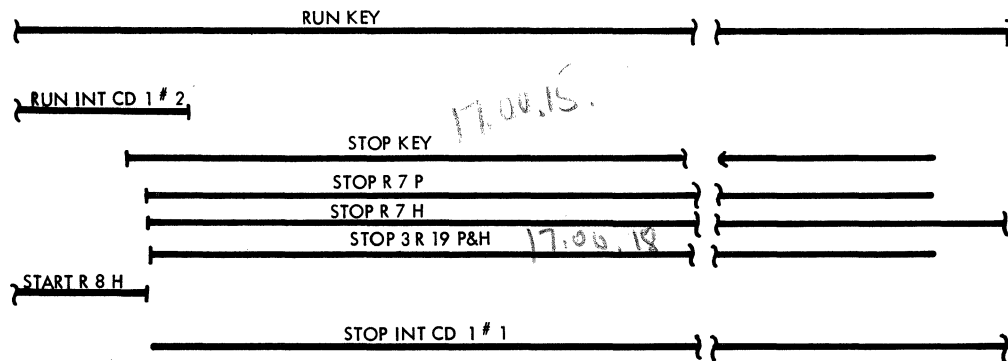 RUN KEY
RUN INT CD 1 # 2
17.00.15.
STOP KEY
STOP R 7 P
STOP R 7 H
STOP 3 R 19 P&H
17.00.18
START R 8 H
STOP INT CD 1 # 1